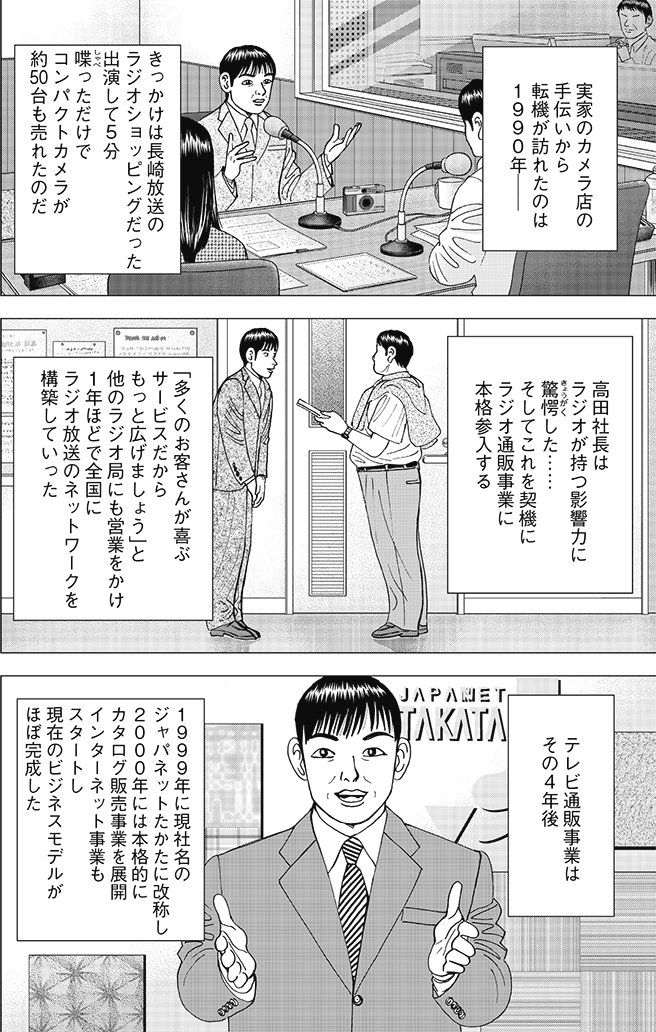 実家のカメラ店の
手伝いから
転機が訪れたのは
1990年――
きっかけは長崎放送の
ラジオショッピングだった
出演して5分
喋っただけで
しゃべ
コンパクトカメラが
約50台も売れたのだ
高田社長は
ラジオが持つ影響力に
驚愕した……
きょうがく
そしてこれを契機に
ラジオ通販事業に
本格参入する
「多くのお客さんが喜ぶ
サービスだから
もっと広げましょう」と
他のラジオ局にも営業をかけ
1年ほどで全国に
ラジオ放送のネットワークを
構築していった
JAPANET
TAKATA
テレビ通販事業は
その4年後
1999年に現社名の
ジャパネットたかたに改称し
2000年には本格的に
カタログ販売事業を展開
インターネット事業も
スタートし
現在のビジネスモデルが
ほぼ完成した